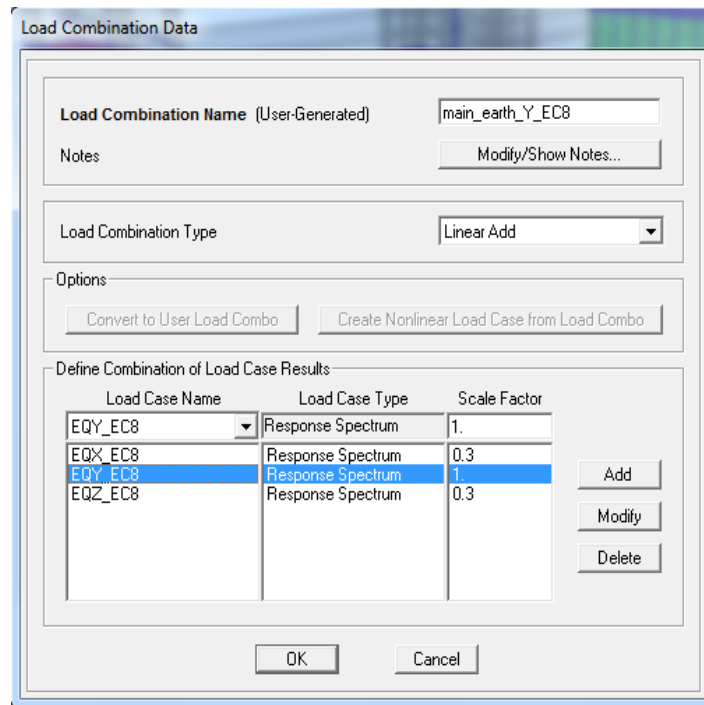 Load Combination Data
Load Combination Name (User-Generated) main_earth_Y_EC8
Notes Modify/Show Notes...
Load Combination Type Linear Add
Options
Convert to User Load Combo Create Nonlinear Load Case from Load Combo
Define Combination of Load Case Results
Load Case Name Load Case Type Scale Factor
EQY_EC8 Response Spectrum 1.
EQX_EC8 Response Spectrum 0.3
EQY_EC8 Response Spectrum 1.
EQZ_EC8 Response Spectrum 0.3
Add
Modify
Delete
OK Cancel